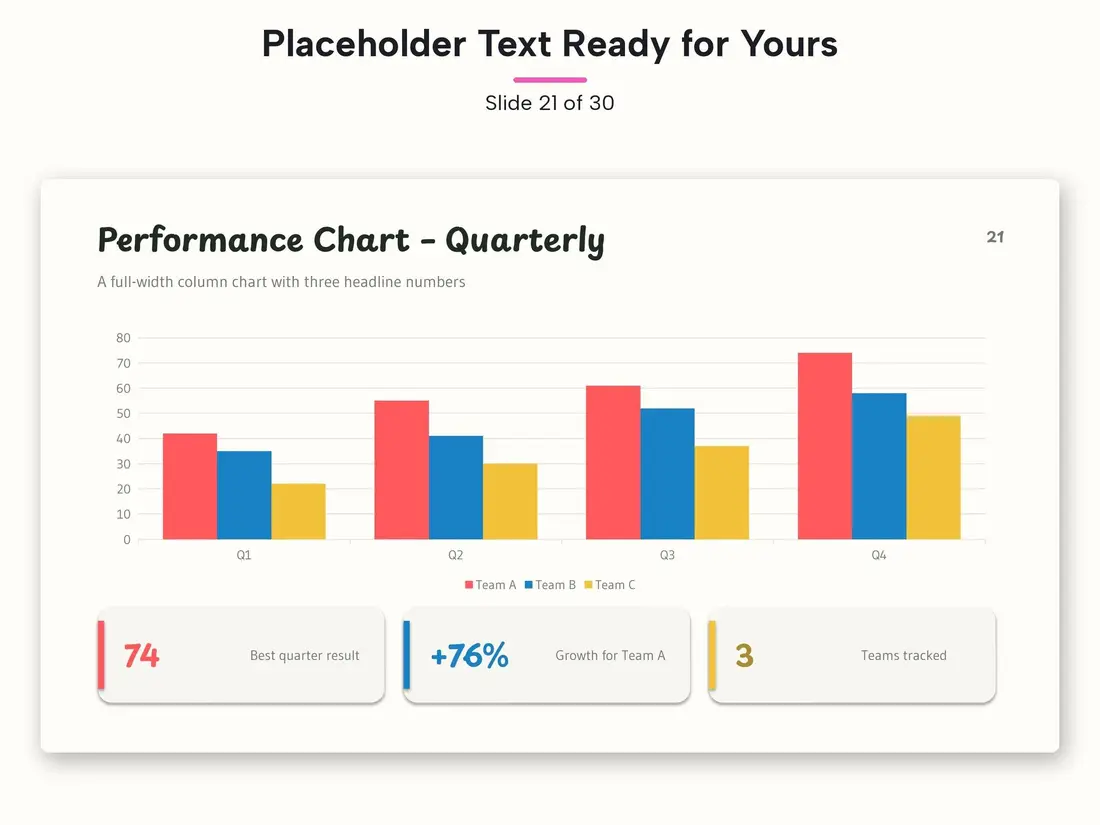 Placeholder Text Ready for Yours
Slide 21 of 30
Performance Chart – Quarterly
21
A full-width column chart with three headline numbers
80
70
60
50
40
30
20
10
0
Q1 Q2 Q3 Q4
Team A Team B Team C
74 Best quarter result
+76% Growth for Team A
3 Teams tracked